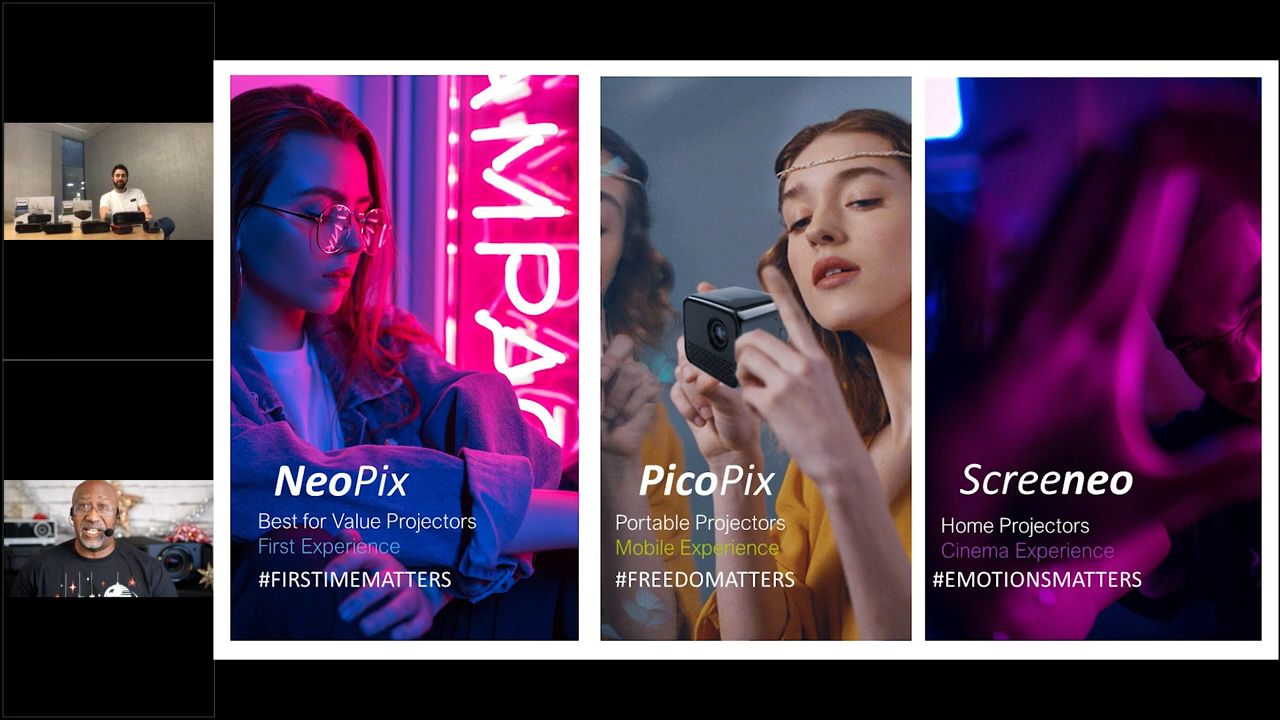 AMPAG
NeoPix
Best for Value Projectors
First Experience
#FIRSTIMEMATTERS
PicoPix
Portable Projectors
Mobile Experience
#FREEDOMATTERS
Screeneo
Home Projectors
Cinema Experience
#EMOTIONSMATTERS